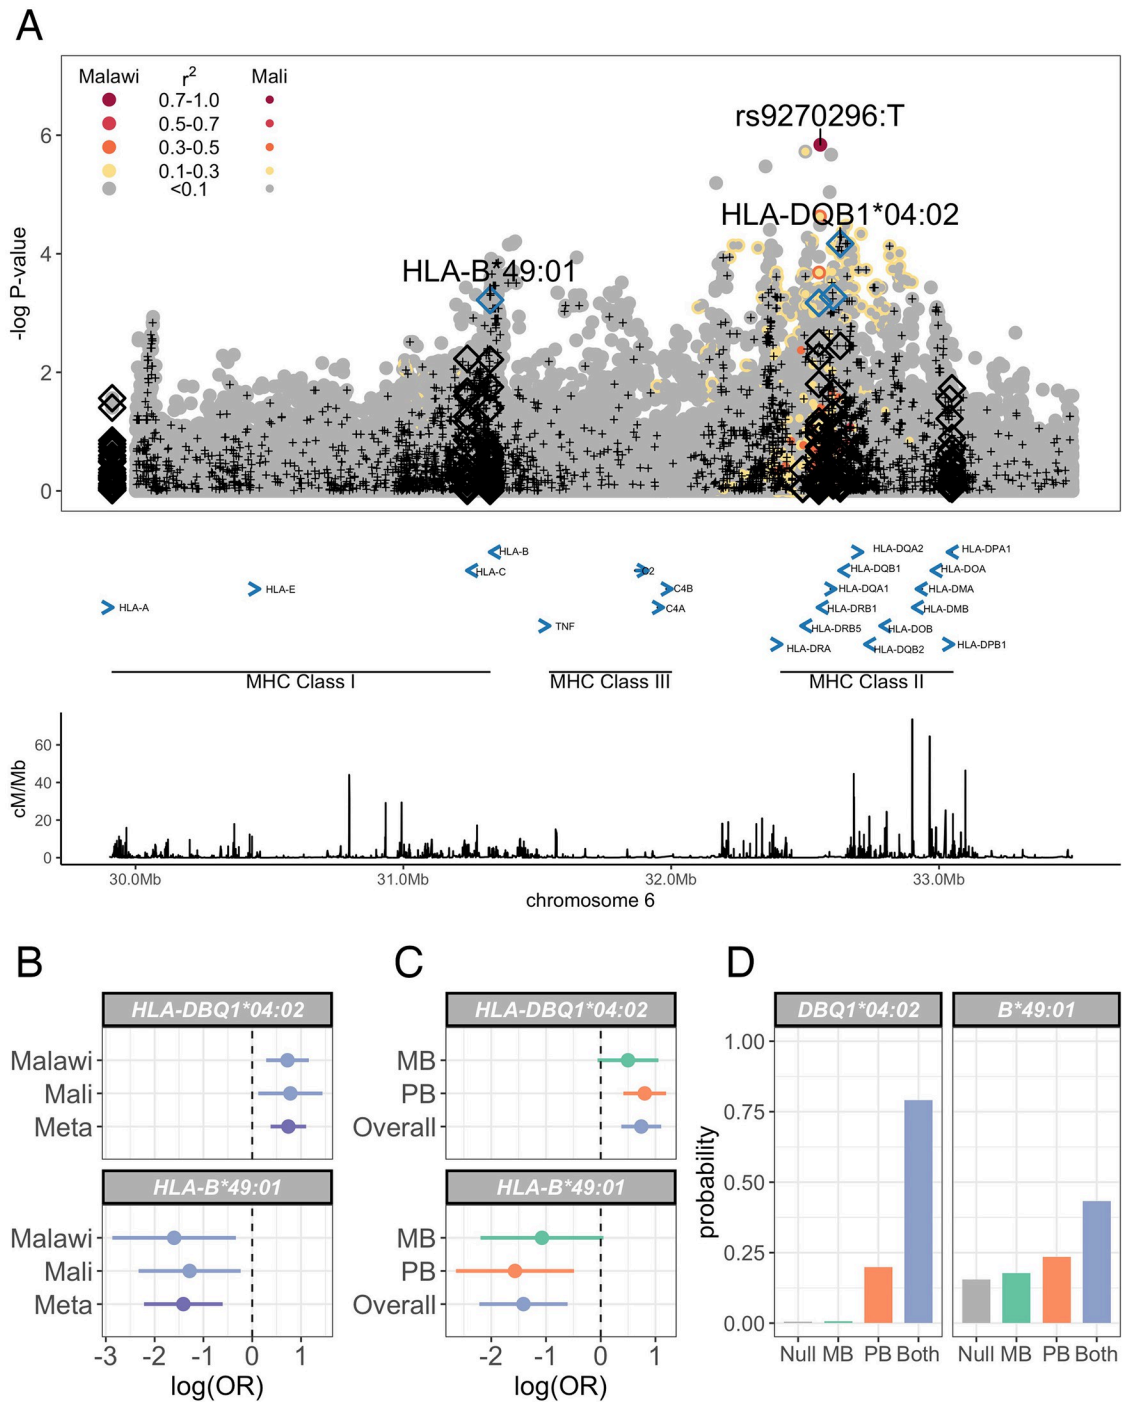 A
Malawi r2 Mali
0.7-1.0
0.5-0.7
0.3-0.5
0.1-0.3
<0.1
rs9270296:T
HLA-DQB1*04:02
HLA-B*49:01
-log P-value
6
4
2
0
HLA-B
HLA-C
HLA-E
HLA-A
TNF
C2
C4B
C4A
HLA-DQA2
HLA-DPA1
HLA-DQB1
HLA-DOA
HLA-DQA1
HLA-DMA
HLA-DRB1
HLA-DMB
HLA-DRB5
HLA-DOB
HLA-DRA
HLA-DQB2
HLA-DPB1
MHC Class I
MHC Class III
MHC Class II
cM/Mb
60
40
20
0
30.0Mb 31.0Mb 32.0Mb 33.0Mb
chromosome 6
B
HLA-DBQ1*04:02
Malawi
Mali
Meta
HLA-B*49:01
Malawi
Mali
Meta
-3 -2 -1 0 1
log(OR)
C
HLA-DBQ1*04:02
MB
PB
Overall
HLA-B*49:01
MB
PB
Overall
-2 -1 0 1
log(OR)
D
DBQ1*04:02 B*49:01
probability
1.00
0.75
0.50
0.25
0.00
Null MB PB Both Null MB PB Both